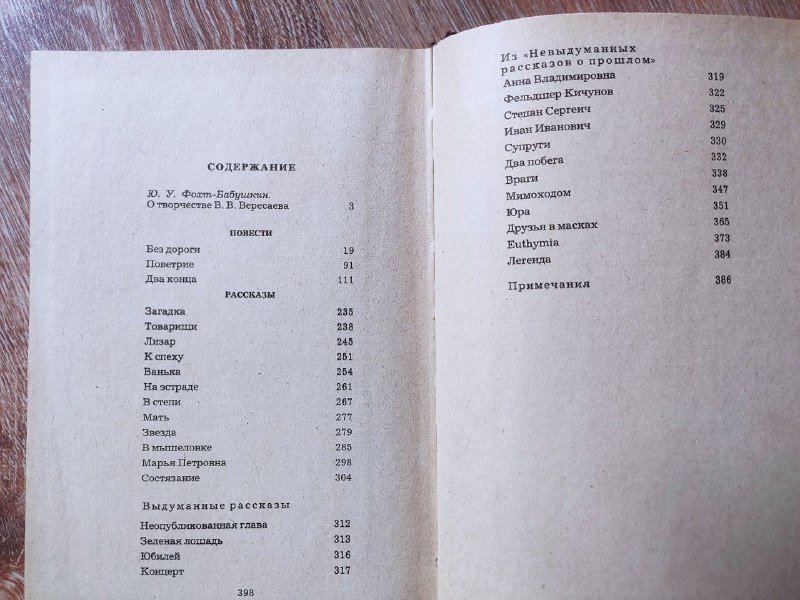 СОДЕРЖАНИЕ
Ю. У. Фохт-Бабушкин.
О творчестве В. В. Вересаева 3
ПОВЕСТИ
Без дороги 19
Поветрие 91
Два конца 111
РАССКАЗЫ
Загадка 235
Товарищи 238
Лизар 245
К спеху 251
Ванька 254
На эстраде 261
В степи 267
Мать 277
Звезда 279
В мышеловке 285
Марья Петровна 298
Состязание 304
Выдуманные рассказы
Неопубликованная глава 312
Зеленая лошадь 313
Юбилей 316
Концерт 317
398
Из «Невыдуманных
рассказов о прошлом»
Анна Владимировна 319
Фельдшер Кичунов 322
Степан Сергеич 325
Иван Иванович 329
Супруги 330
Два побега 332
Враги 338
Мимоходом 347
Юра 351
Друзья в масках 365
Euthymia 373
Легенда 384
Примечания 386